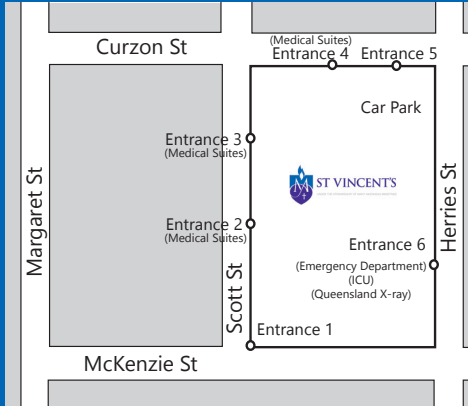 Curzon St
(Medical Suites)
Entrance 4
Entrance 5
Car Park
Entrance 3
(Medical Suites)
Margaret St
ST VINCENT'S
Herries St
Entrance 2
(Medical Suites)
Entrance 6
(Emergency Department)
(ICU)
(Queensland X-ray)
Scott St
Entrance 1
McKenzie St